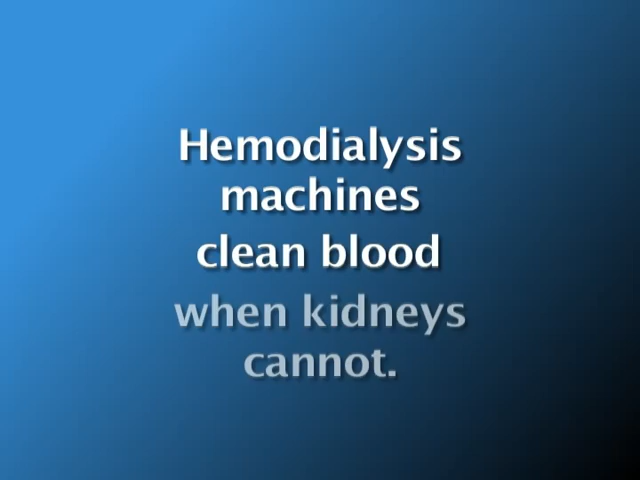 Hemodialysis
machines
clean blood
when kidneys
cannot.